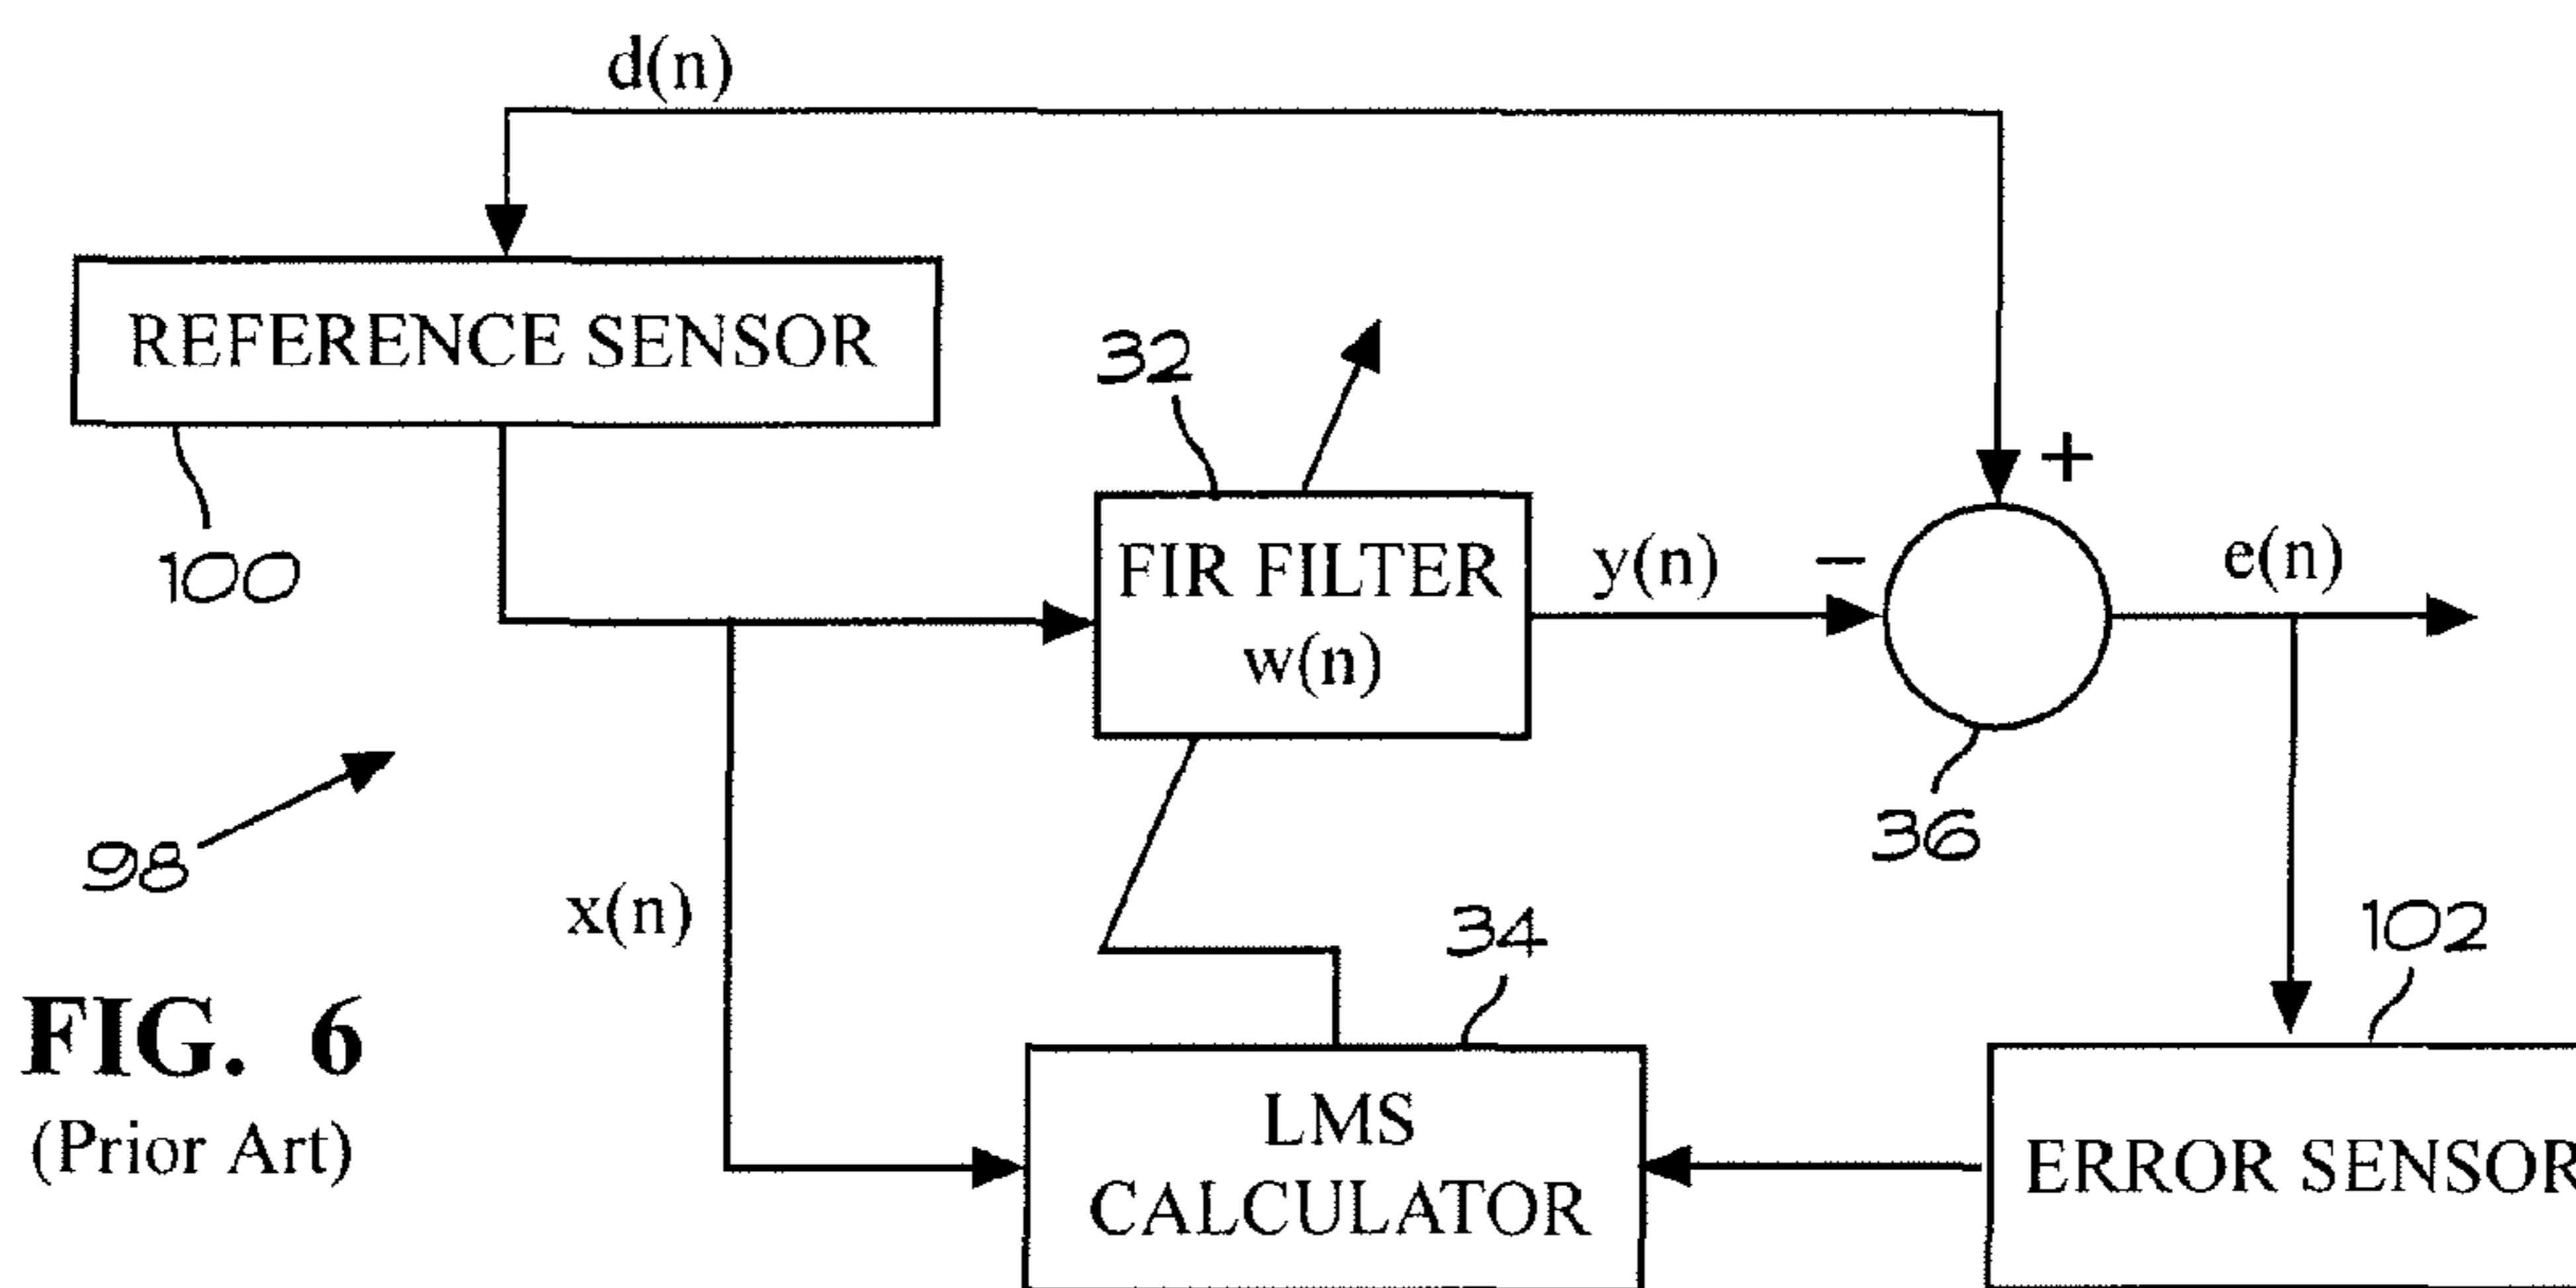 d(n)
REFERENCE SENSOR
100
32
FIR FILTER
w(n)
y(n)
−
+
e(n)
36
98
x(n)
34
102
FIG. 6
(Prior Art)
LMS
CALCULATOR
ERROR SENSOR